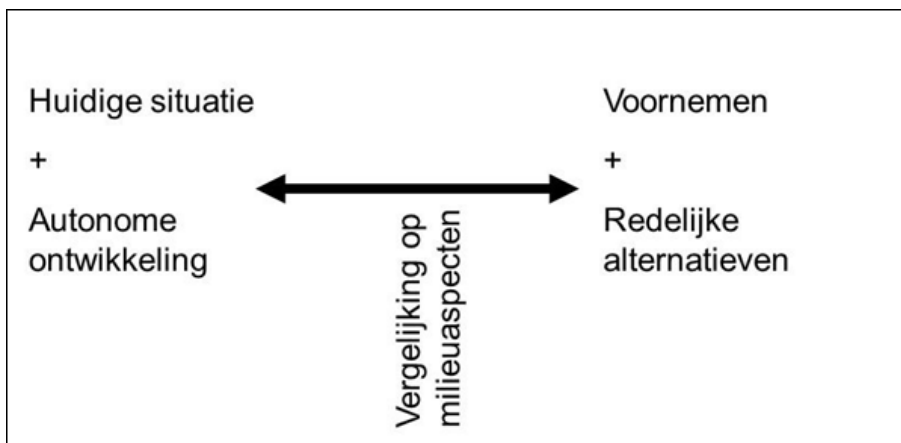 Huidige situatie
+
Autonome
ontwikkeling
Vergelijking op
milieuaspecten
Voornemen
+
Redelijke
alternatieven